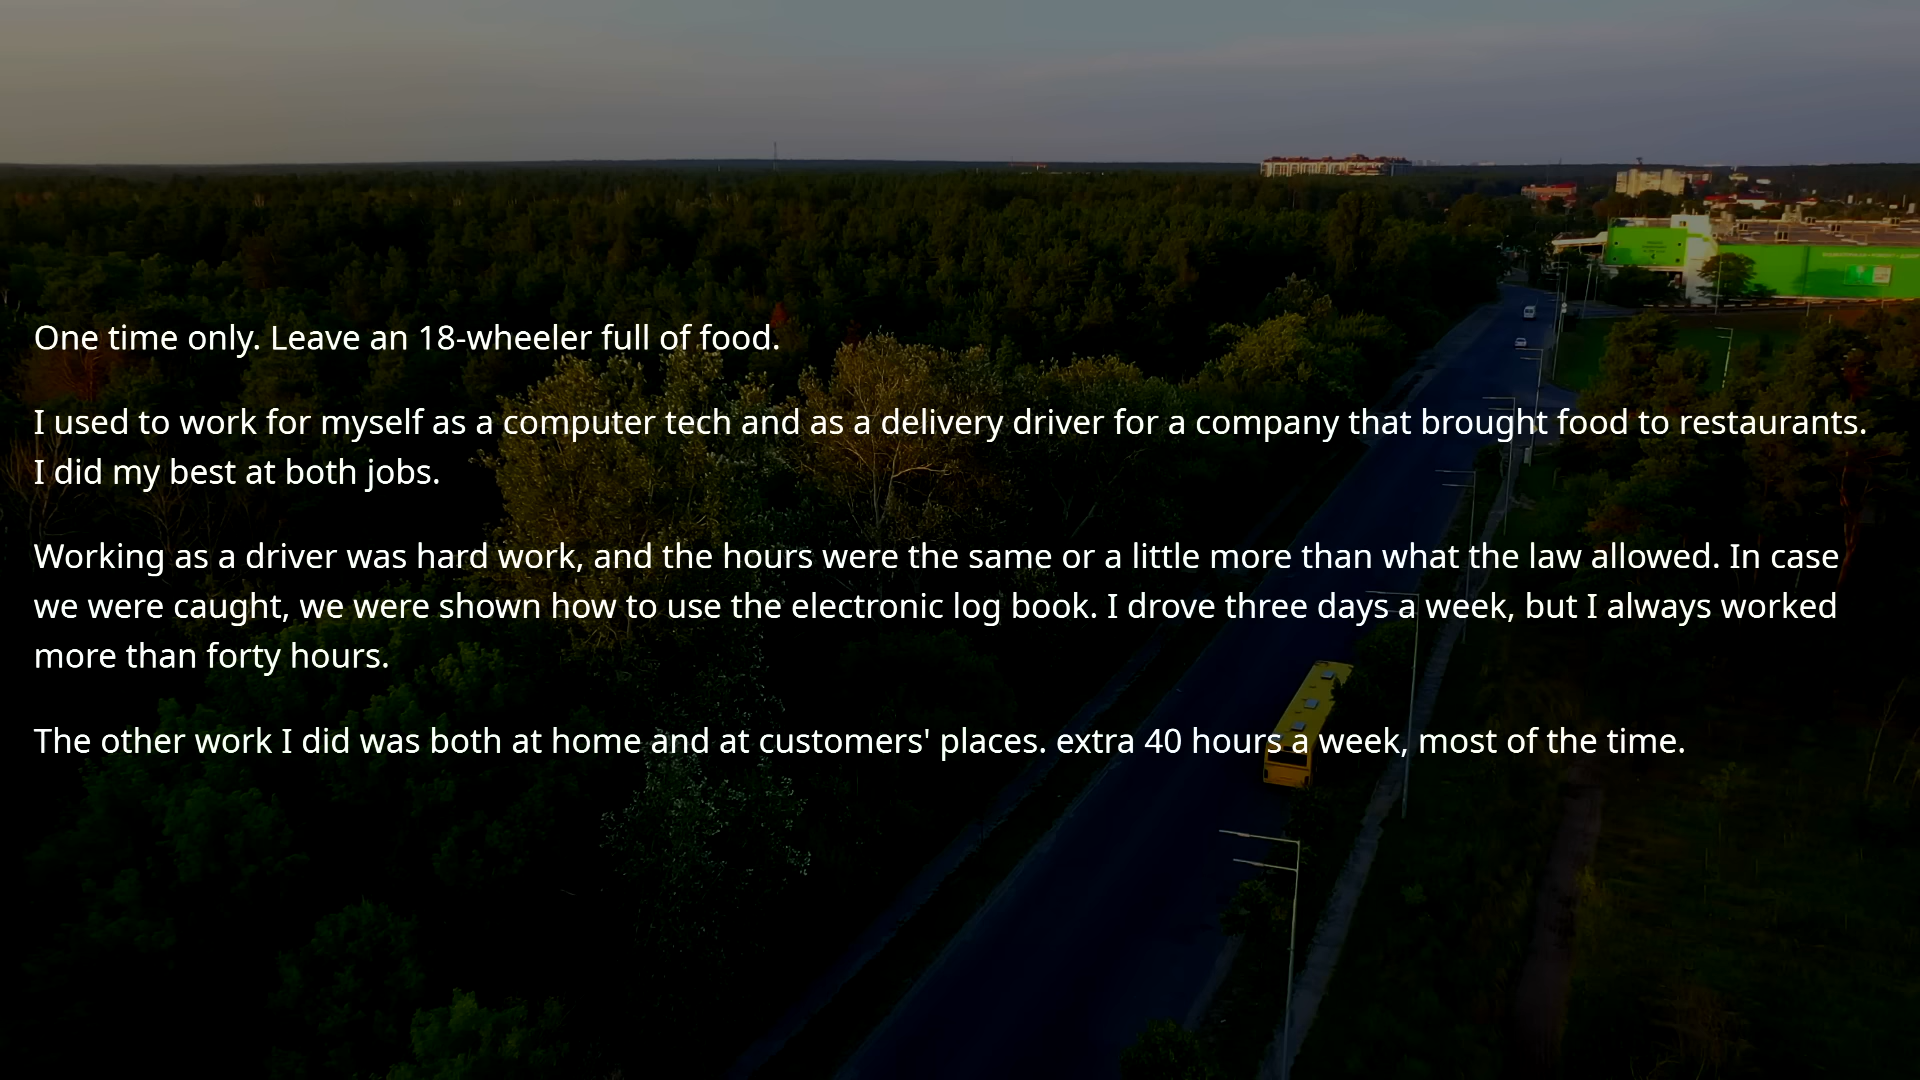 One time only. Leave an 18-wheeler full of food.
I used to work for myself as a computer tech and as a delivery driver for a company that brought food to restaurants.
I did my best at both jobs.
Working as a driver was hard work, and the hours were the same or a little more than what the law allowed. In case
we were caught, we were shown how to use the electronic log book. I drove three days a week, but I always worked
more than forty hours.
The other work I did was both at home and at customers' places. extra 40 hours a week, most of the time.